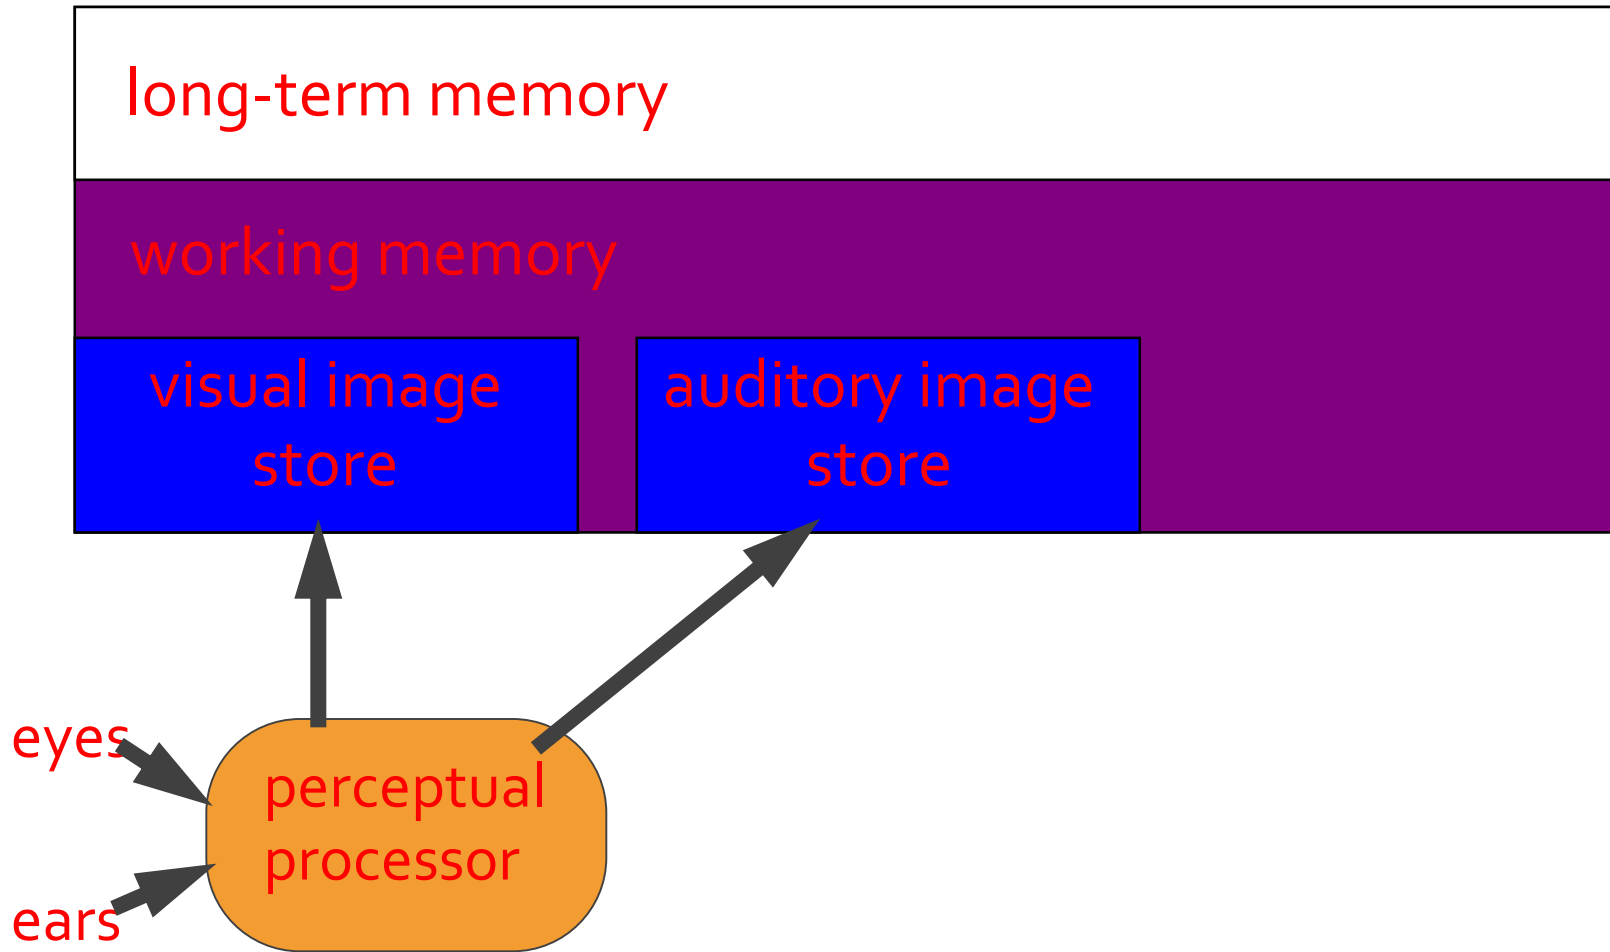 long-term memory
working memory
visual image
store
auditory image
store
eyes
perceptual
processor
ears